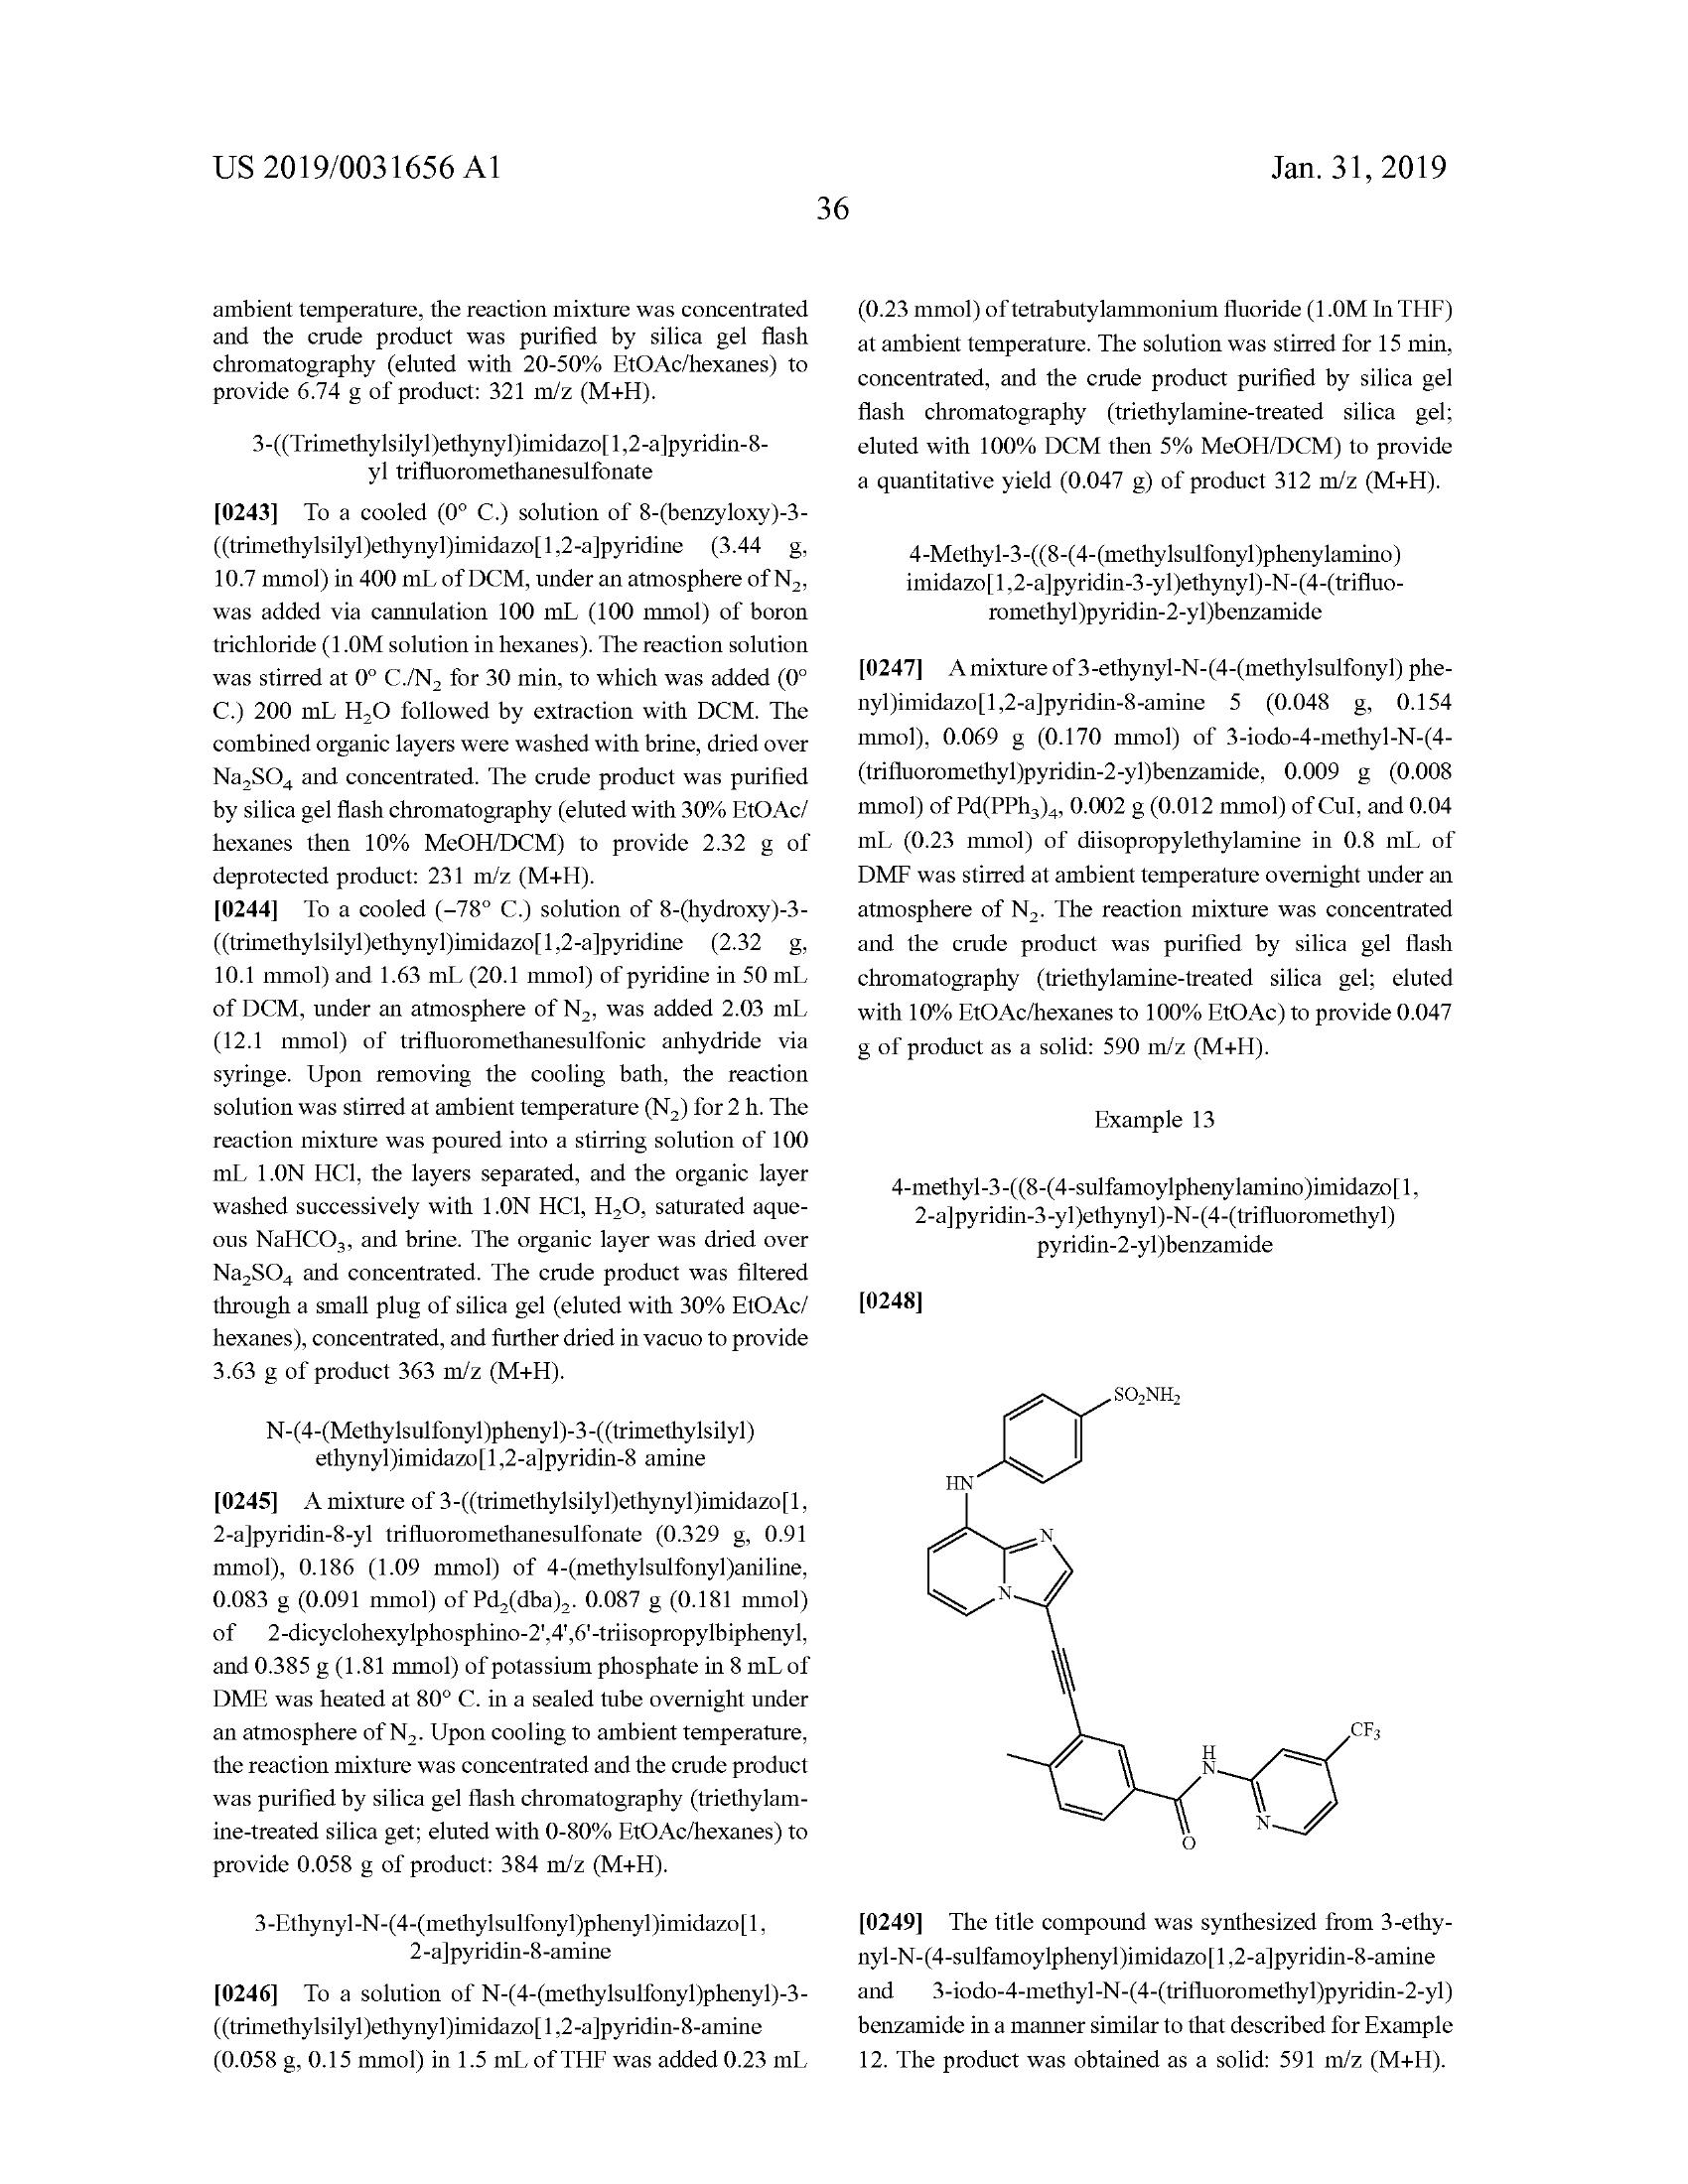 US 2019/0031656 A1
Jan. 31, 2019
36
ambient temperature, the reaction mixture was concentrated
and the crude product was purified by silica gel flash
chromatography (eluted with 20-50% EtOAc/hexanes) to
provide 6.74 g of product: 321 m/z (M+H).
3-((Trimethylsilyl)ethynyl)imidazo[1,2-a]pyridin-8-
yl trifluoromethanesulfonate
[0243] To a cooled (0° C.) solution of 8-(benzyloxy)-3-
((trimethylsilyl)ethynyl)imidazo[1,2-a]pyridine (3.44 g,
10.7 mmol) in 400 mL of DCM, under an atmosphere of N₂,
was added via cannulation 100 mL (100 mmol) of boron
trichloride (1.0M solution in hexanes). The reaction solution
was stirred at 0° C./N₂ for 30 min, to which was added (0°
C.) 200 mL H₂O followed by extraction with DCM. The
combined organic layers were washed with brine, dried over
Na₂SO₄ and concentrated. The crude product was purified
by silica gel flash chromatography (eluted with 30% EtOAc/
hexanes then 10% MeOH/DCM) to provide 2.32 g of
deprotected product: 231 m/z (M+H).
[0244] To a cooled (−78° C.) solution of 8-(hydroxy)-3-
((trimethylsilyl)ethynyl)imidazo[1,2-a]pyridine (2.32 g,
10.1 mmol) and 1.63 mL (20.1 mmol) of pyridine in 50 mL
of DCM, under an atmosphere of N₂, was added 2.03 mL
(12.1 mmol) of trifluoromethanesulfonic anhydride via
syringe. Upon removing the cooling bath, the reaction
solution was stirred at ambient temperature (N₂) for 2 h. The
reaction mixture was poured into a stirring solution of 100
mL 1.0N HCl, the layers separated, and the organic layer
washed successively with 1.0N HCl, H₂O, saturated aque-
ous NaHCO₃, and brine. The organic layer was dried over
Na₂SO₄ and concentrated. The crude product was filtered
through a small plug of silica gel (eluted with 30% EtOAc/
hexanes), concentrated, and further dried in vacuo to provide
3.63 g of product 363 m/z (M+H).
N-(4-(Methylsulfonyl)phenyl)-3-((trimethylsilyl)
ethynyl)imidazo[1,2-a]pyridin-8 amine
[0245] A mixture of 3-((trimethylsilyl)ethynyl)imidazo[1,
2-a]pyridin-8-yl trifluoromethanesulfonate (0.329 g, 0.91
mmol), 0.186 (1.09 mmol) of 4-(methylsulfonyl)aniline,
0.083 g (0.091 mmol) of Pd₂(dba)₂. 0.087 g (0.181 mmol)
of 2-dicyclohexylphosphino-2',4',6'-triisopropylbiphenyl,
and 0.385 g (1.81 mmol) of potassium phosphate in 8 mL of
DME was heated at 80° C. in a sealed tube overnight under
an atmosphere of N₂. Upon cooling to ambient temperature,
the reaction mixture was concentrated and the crude product
was purified by silica gel flash chromatography (triethylam-
ine-treated silica get; eluted with 0-80% EtOAc/hexanes) to
provide 0.058 g of product: 384 m/z (M+H).
3-Ethynyl-N-(4-(methylsulfonyl)phenyl)imidazo[1,
2-a]pyridin-8-amine
[0246] To a solution of N-(4-(methylsulfonyl)phenyl)-3-
((trimethylsilyl)ethynyl)imidazo[1,2-a]pyridin-8-amine
(0.058 g, 0.15 mmol) in 1.5 mL of THF was added 0.23 mL
(0.23 mmol) of tetrabutylammonium fluoride (1.0M In THF)
at ambient temperature. The solution was stirred for 15 min,
concentrated, and the crude product purified by silica gel
flash chromatography (triethylamine-treated silica gel;
eluted with 100% DCM then 5% MeOH/DCM) to provide
a quantitative yield (0.047 g) of product 312 m/z (M+H).
4-Methyl-3-((8-(4-(methylsulfonyl)phenylamino)
imidazo[1,2-a]pyridin-3-yl)ethynyl)-N-(4-(trifluo-
romethyl)pyridin-2-yl)benzamide
[0247] A mixture of 3-ethynyl-N-(4-(methylsulfonyl) phe-
nyl)imidazo[1,2-a]pyridin-8-amine 5 (0.048 g, 0.154
mmol), 0.069 g (0.170 mmol) of 3-iodo-4-methyl-N-(4-
(trifluoromethyl)pyridin-2-yl)benzamide, 0.009 g (0.008
mmol) of Pd(PPh₃)₄, 0.002 g (0.012 mmol) of CuI, and 0.04
mL (0.23 mmol) of diisopropylethylamine in 0.8 mL of
DMF was stirred at ambient temperature overnight under an
atmosphere of N₂. The reaction mixture was concentrated
and the crude product was purified by silica gel flash
chromatography (triethylamine-treated silica gel; eluted
with 10% EtOAc/hexanes to 100% EtOAc) to provide 0.047
g of product as a solid: 590 m/z (M+H).
Example 13
4-methyl-3-((8-(4-sulfamoylphenylamino)imidazo[1,
2-a]pyridin-3-yl)ethynyl)-N-(4-(trifluoromethyl)
pyridin-2-yl)benzamide
[0248]
SO₂NH₂
HN
N
N
CF₃
H
N
N
O
[0249] The title compound was synthesized from 3-ethy-
nyl-N-(4-sulfamoylphenyl)imidazo[1,2-a]pyridin-8-amine
and 3-iodo-4-methyl-N-(4-(trifluoromethyl)pyridin-2-yl)
benzamide in a manner similar to that described for Example
12. The product was obtained as a solid: 591 m/z (M+H).